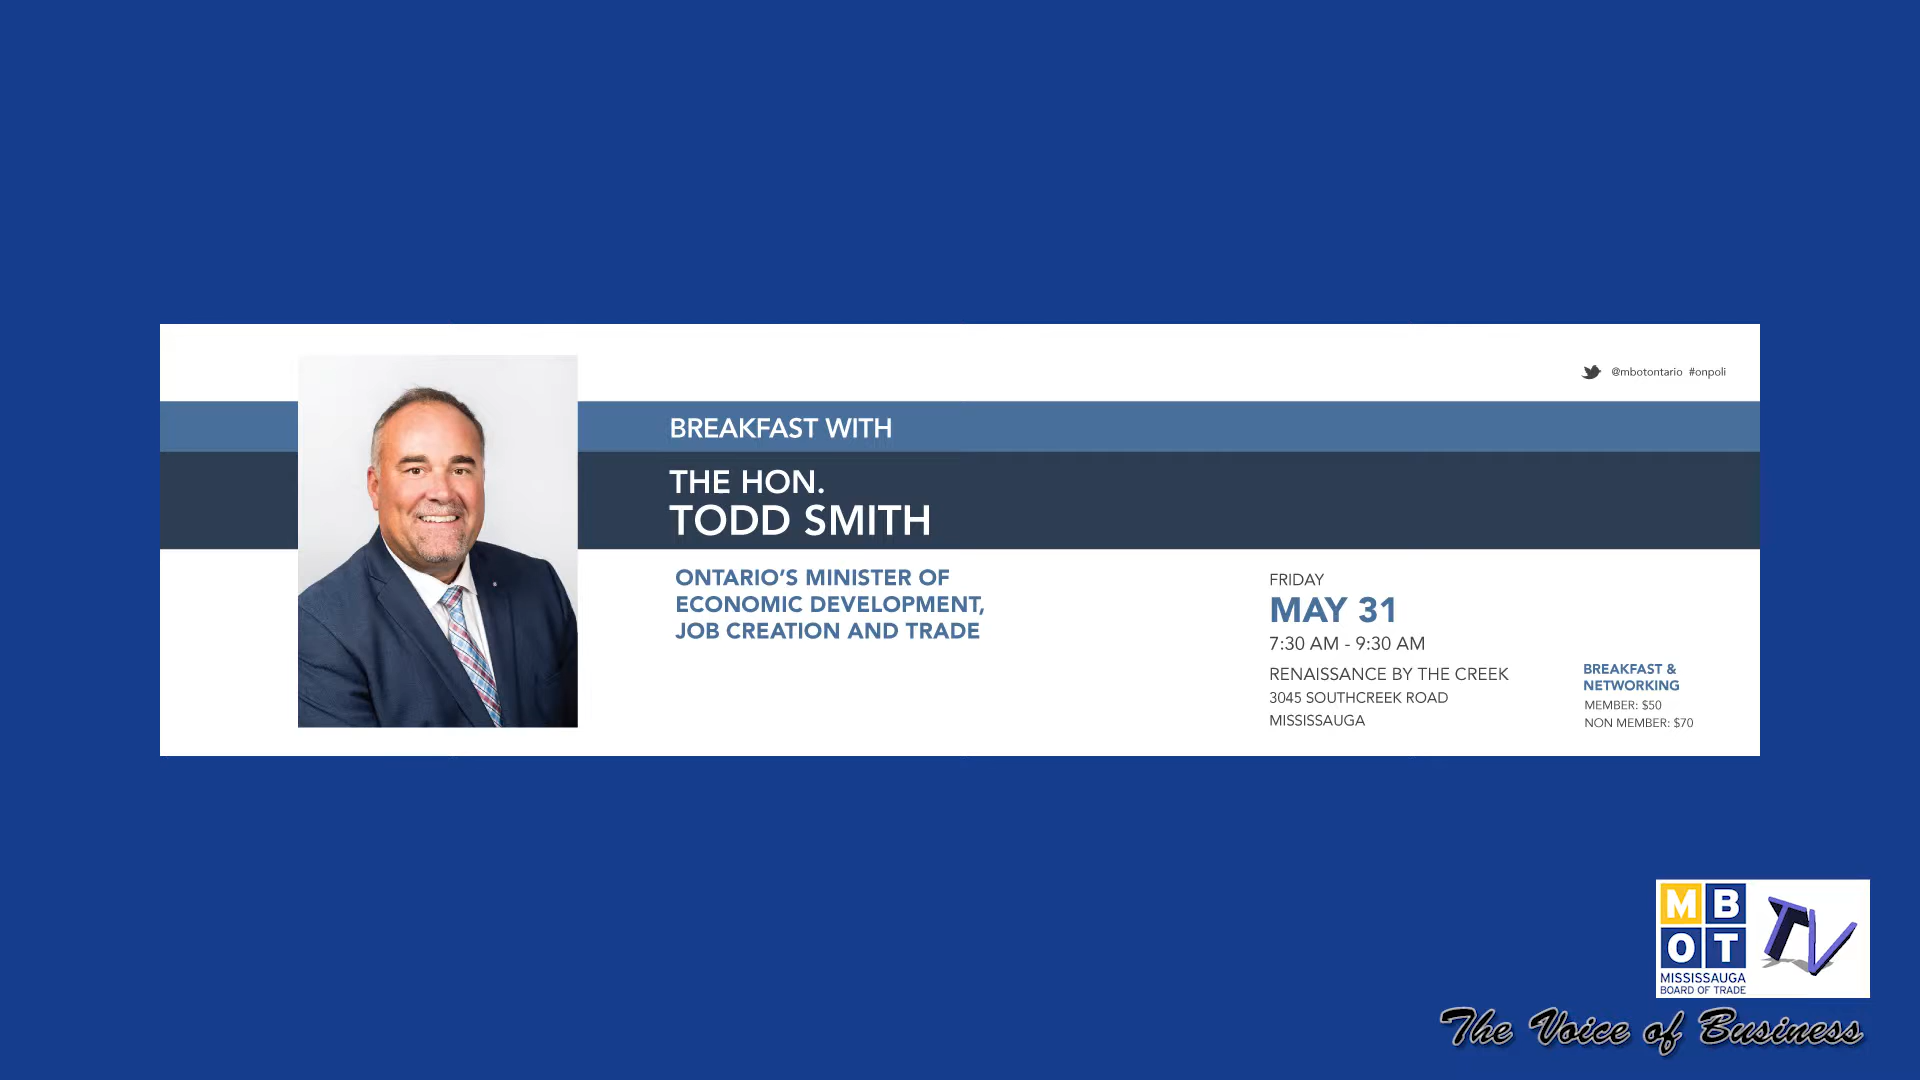 @mbotontario #onpoli
BREAKFAST WITH
THE HON.
TODD SMITH
ONTARIO'S MINISTER OF
ECONOMIC DEVELOPMENT,
JOB CREATION AND TRADE
FRIDAY
MAY 31
7:30 AM - 9:30 AM
RENAISSANCE BY THE CREEK
3045 SOUTHCREEK ROAD
MISSISSAUGA
BREAKFAST &
NETWORKING
MEMBER: $50
NON MEMBER: $70
MB
OT
MISSISSAUGA
BOARD OF TRADE
TV
The Voice of Business